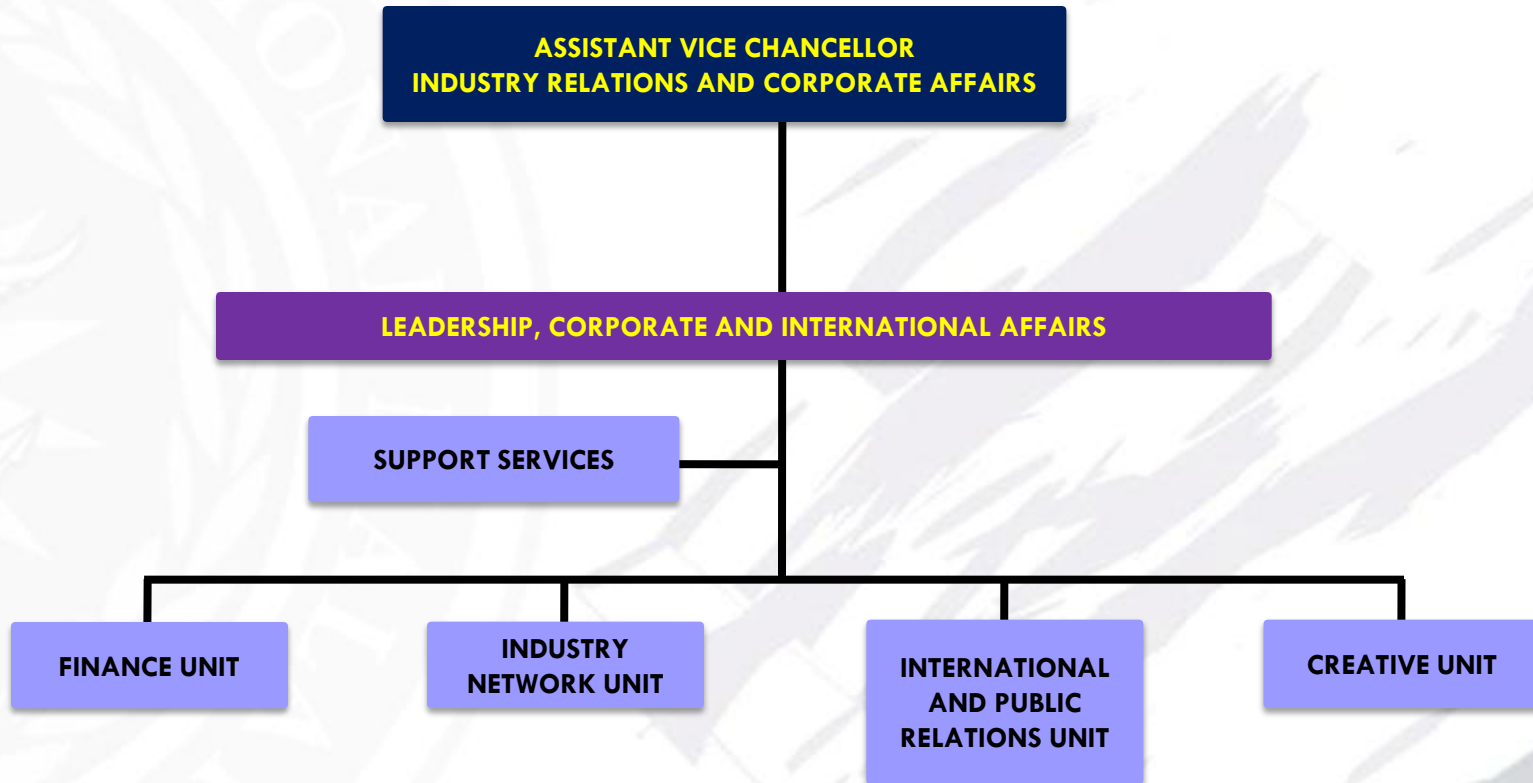 ASSISTANT VICE CHANCELLOR
INDUSTRY RELATIONS AND CORPORATE AFFAIRS
LEADERSHIP, CORPORATE AND INTERNATIONAL AFFAIRS
SUPPORT SERVICES
FINANCE UNIT
INDUSTRY
NETWORK UNIT
INTERNATIONAL
AND PUBLIC
RELATIONS UNIT
CREATIVE UNIT